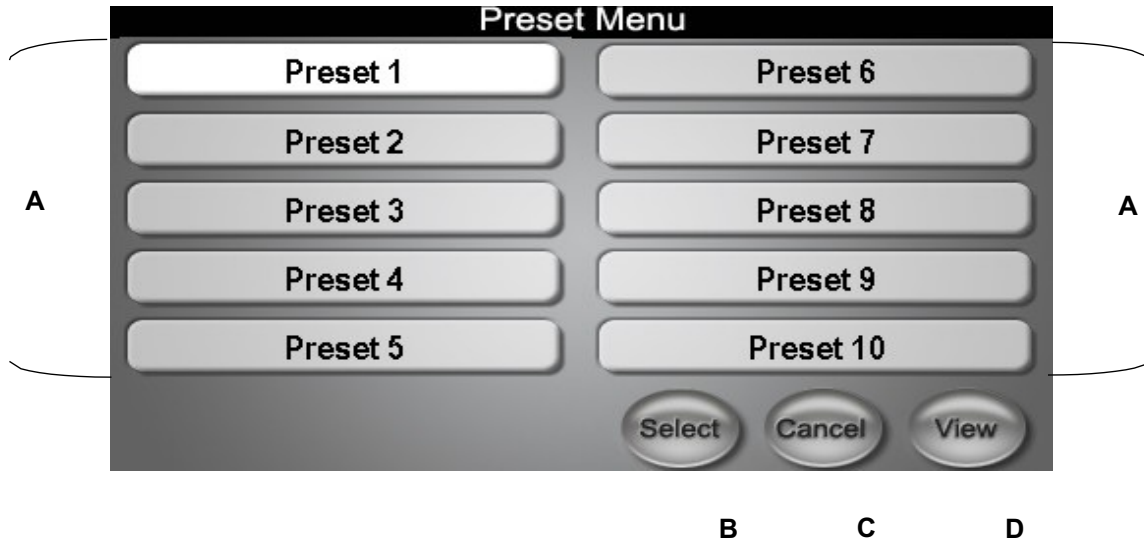 Preset Menu
Preset 1
Preset 2
Preset 3
Preset 4
Preset 5
Preset 6
Preset 7
Preset 8
Preset 9
Preset 10
Select Cancel View
A
A
B C D